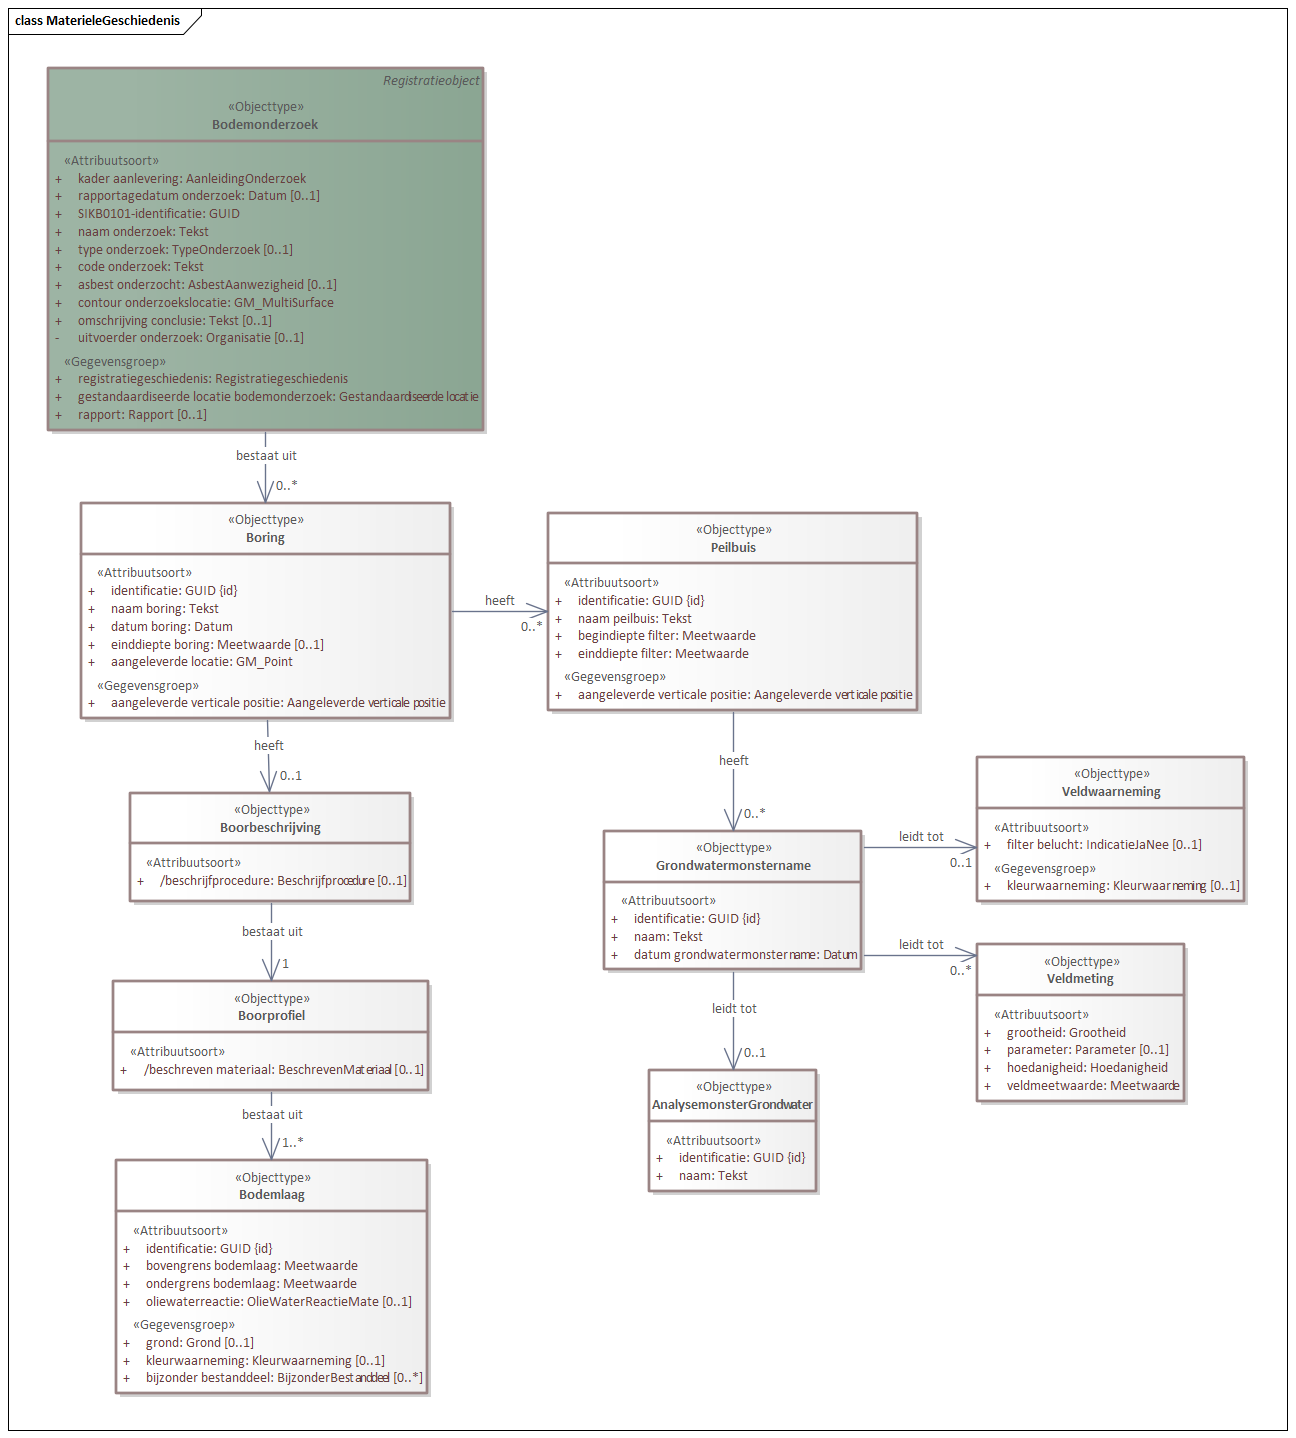 class MaterieleGeschiedenis
Registratieobject
«Objecttype»
Bodemonderzoek
«Attribuutsoort»
+ kader aanlevering: AanleidingOnderzoek
+ rapportagedatum onderzoek: Datum [0..1]
+ SIKB0101-identificatie: GUID
+ naam onderzoek: Tekst
+ type onderzoek: TypeOnderzoek [0..1]
+ code onderzoek: Tekst
+ asbest onderzocht: AsbestAanwezigheid [0..1]
+ contour onderzoekslocatie: GM_MultiSurface
+ omschrijving conclusie: Tekst [0..1]
- uitvoerder onderzoek: Organisatie [0..1]
«Gegevensgroep»
+ registratiegeschiedenis: Registratiegeschiedenis
+ gestandaardiseerde locatie bodemonderzoek: Gestandaardiseerde locatie
+ rapport: Rapport [0..1]
bestaat uit
0..*
«Objecttype»
Boring
«Attribuutsoort»
+ identificatie: GUID {id}
+ naam boring: Tekst
+ datum boring: Datum
+ einddiepte boring: Meetwaarde [0..1]
+ aangeleverde locatie: GM_Point
«Gegevensgroep»
+ aangeleverde verticale positie: Aangeleverde verticale positie
heeft
0..*
«Objecttype»
Peilbuis
«Attribuutsoort»
+ identificatie: GUID {id}
+ naam peilbuis: Tekst
+ begindiepte filter: Meetwaarde
+ einddiepte filter: Meetwaarde
«Gegevensgroep»
+ aangeleverde verticale positie: Aangeleverde verticale positie
heeft
0..1
«Objecttype»
Boorbeschrijving
«Attribuutsoort»
+ /beschrijfprocedure: Beschrijfprocedure [0..1]
bestaat uit
1
«Objecttype»
Boorprofiel
«Attribuutsoort»
+ /beschreven materiaal: BeschrevenMateriaal [0..1]
bestaat uit
1..*
«Objecttype»
Bodemlaag
«Attribuutsoort»
+ identificatie: GUID {id}
+ bovengrens bodemlaag: Meetwaarde
+ ondergrens bodemlaag: Meetwaarde
+ oliewaterreactie: OlieWaterReactieMate [0..1]
«Gegevensgroep»
+ grond: Grond [0..1]
+ kleurwaarneming: Kleurwaarneming [0..1]
+ bijzonder bestanddeel: BijzonderBestanddeel [0..*]
heeft
0..*
«Objecttype»
Grondwatermonstername
«Attribuutsoort»
+ identificatie: GUID {id}
+ naam: Tekst
+ datum grondwatermonstername: Datum
leidt tot
0..1
«Objecttype»
Veldwaarneming
«Attribuutsoort»
+ filter belucht: IndicatieJaNee [0..1]
«Gegevensgroep»
+ kleurwaarneming: Kleurwaarneming [0..1]
leidt tot
0..*
«Objecttype»
Veldmeting
«Attribuutsoort»
+ grootheid: Grootheid
+ parameter: Parameter [0..1]
+ hoedanigheid: Hoedanigheid
+ veldmeetwaarde: Meetwaarde
leidt tot
0..1
«Objecttype»
AnalysemonsterGrondwater
«Attribuutsoort»
+ identificatie: GUID {id}
+ naam: Tekst